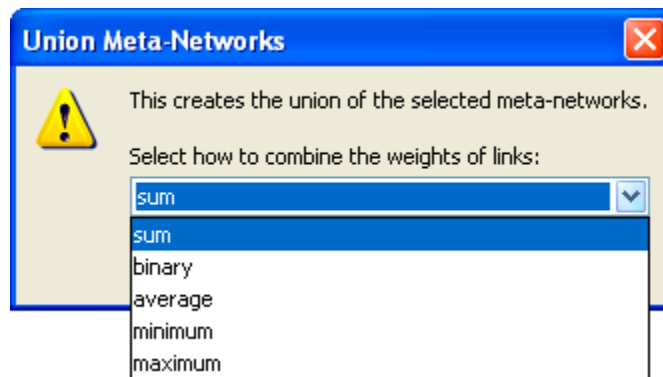 Union Meta-Networks
This creates the union of the selected meta-networks.
Select how to combine the weights of links:
sum
sum
binary
average
minimum
maximum